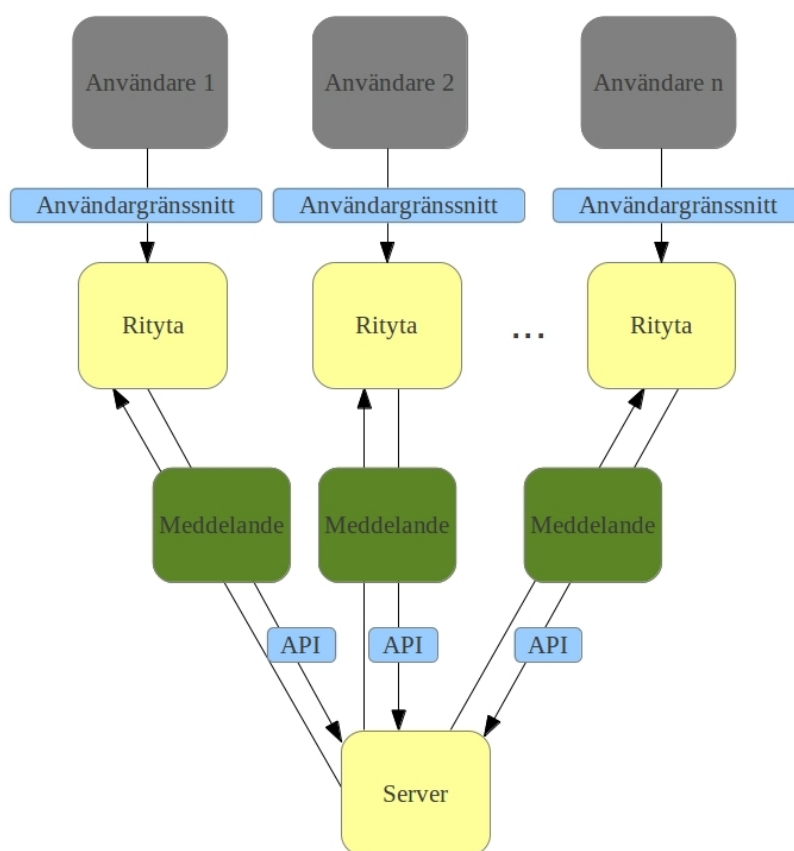 Användare 1
Användare 2
Användare n
Användargränssnitt
Användargränssnitt
Användargränssnitt
Rityta
Rityta
...
Rityta
Meddelande
Meddelande
Meddelande
API
API
API
Server